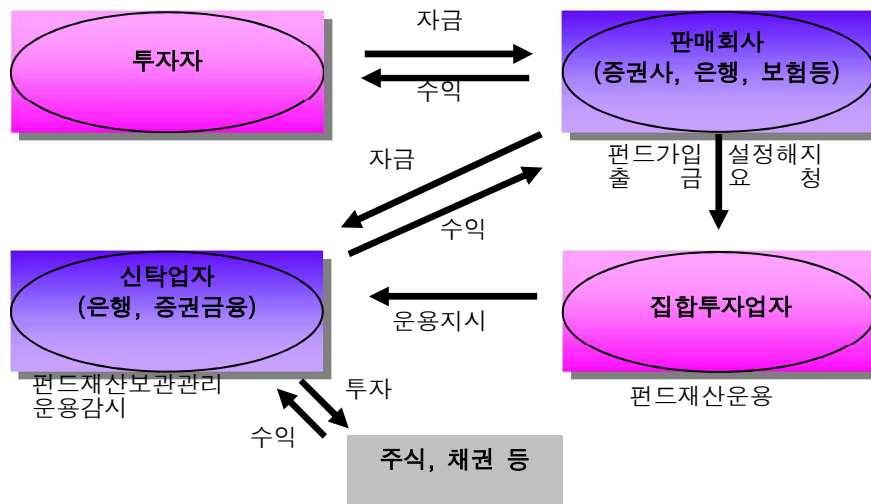 투자자
자금
수익
판매회사
(증권사, 은행, 보험등)
자금
수익
펀드가입 설정해지
출 금 요 청
신탁업자
(은행, 증권금융)
운용지시
집합투자업자
펀드재산보관관리
운용감시
투자
수익
펀드재산운용
주식, 채권 등